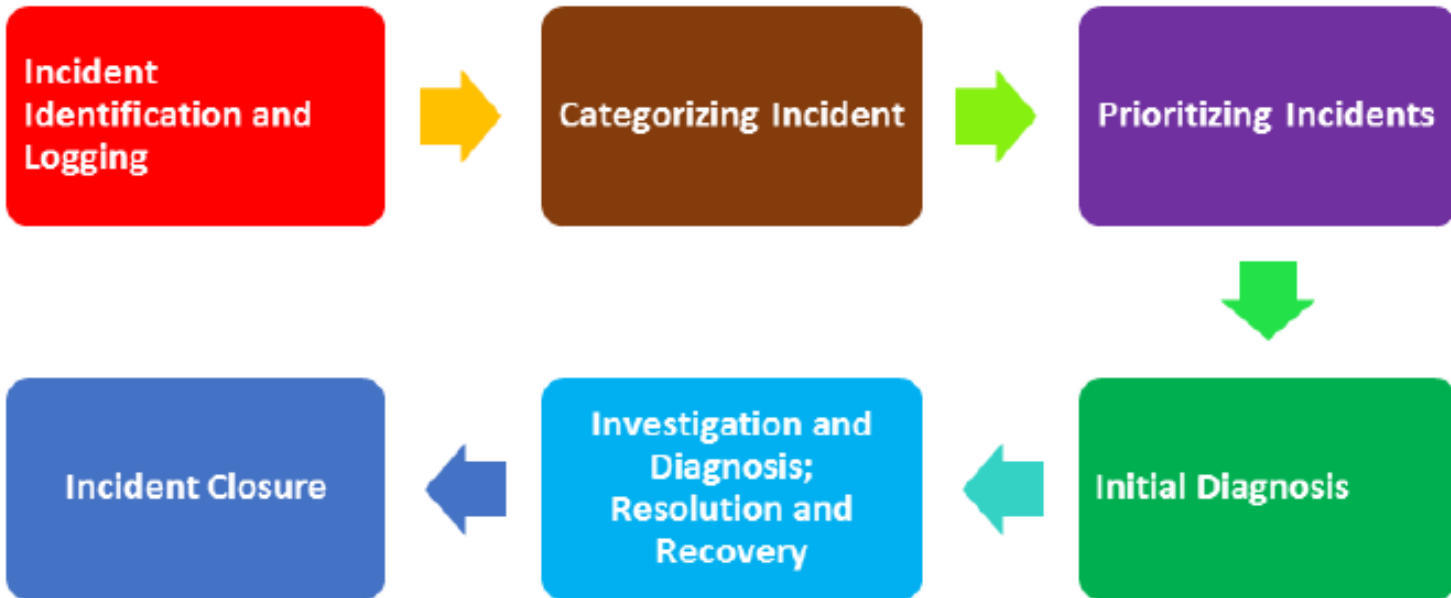 Incident
Identification and
Logging
Categorizing Incident
Prioritizing Incidents
Initial Diagnosis
Investigation and
Diagnosis;
Resolution and
Recovery
Incident Closure